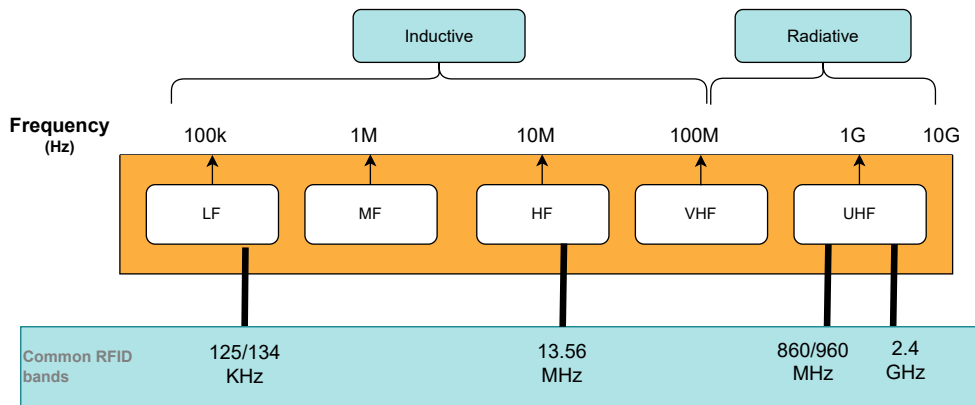 Inductive
Radiative
Frequency
(Hz)
100k
1M
10M
100M
1G
10G
LF
MF
HF
VHF
UHF
Common RFID
bands
125/134
KHz
13.56
MHz
860/960
MHz
2.4
GHz